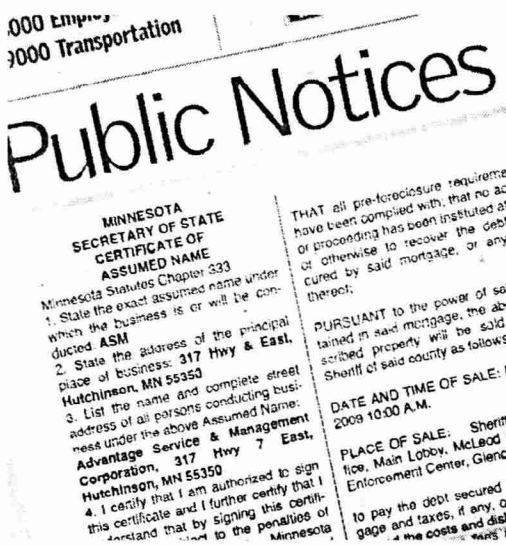 000 Employ
9000 Transportation
Public Notices
MINNESOTA
SECRETARY OF STATE
CERTIFICATE OF
ASSUMED NAME
Minnesota Statutes Chapter 333
1. State the exact assumed name under
which the business is or will be con-
ducted: ASM
2. State the address of the principal
place of business: 317 Hwy & East,
Hutchinson, MN 55350
3. List the name and complete street
address of all persons conducting busi-
ness under the above Assumed Name:
Advantage Service & Management
Corporation, 317 Hwy 7 East,
Hutchinson, MN 55350
4. I certify that I am authorized to sign
this certificate and I further certify that I
understand that by signing this certifi-
to the penalties of
Minnesota
THAT all pre-foreclosure requireme
have been complied with; that no ac
or proceeding has been instituted at
or otherwise to recover the debt
cured by said mortgage, or any
thereof;
PURSUANT to the power of sa
tained in said mortgage, the ab
scribed property will be sold
Sheriff of said county as follows
DATE AND TIME OF SALE:
2009 10:00 A.M.
PLACE OF SALE: Sheriff
fice, Main Lobby, McLeod
Enforcement Center, Glenc
to pay the debt secured
gage and taxes, if any, o
the costs and dis